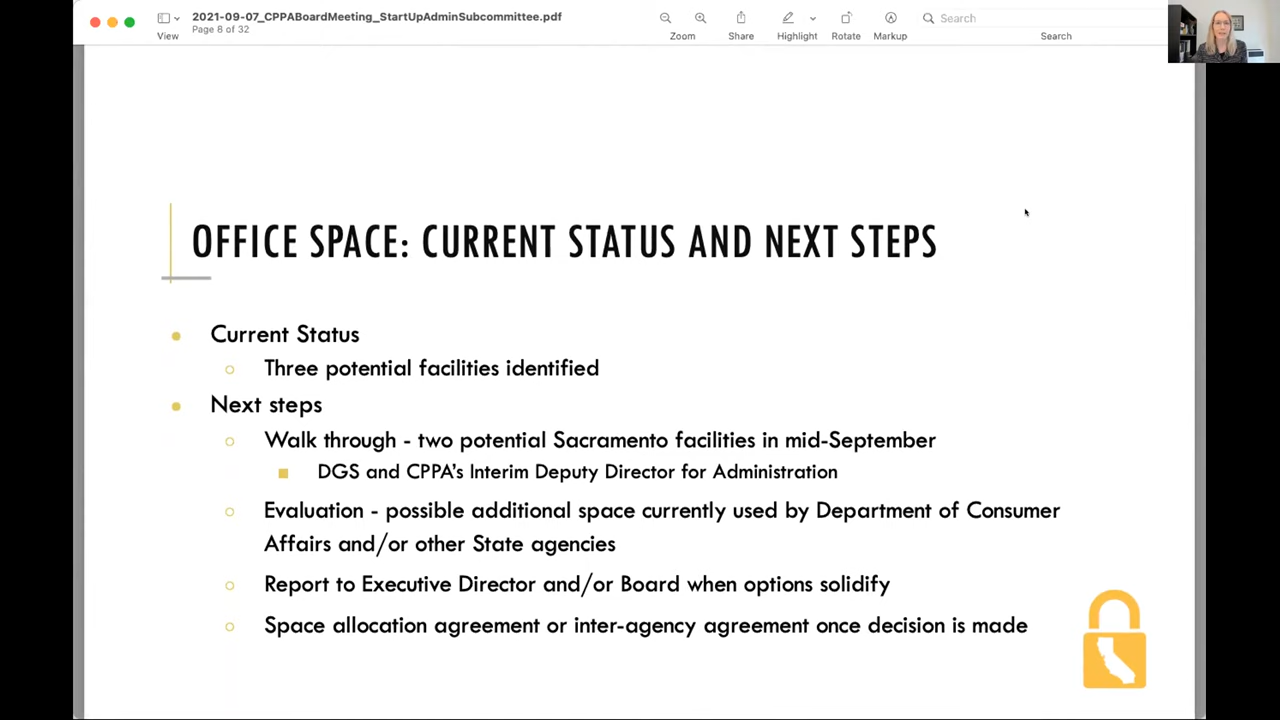 2021-09-07_CPPABoardMeeting_StartUpAdminSubcommittee.pdf
Page 8 of 32
View
Zoom
Share
Highlight
Rotate
Markup
Search
Search
OFFICE SPACE: CURRENT STATUS AND NEXT STEPS
Current Status
Three potential facilities identified
Next steps
Walk through - two potential Sacramento facilities in mid-September
DGS and CPPA's Interim Deputy Director for Administration
Evaluation - possible additional space currently used by Department of Consumer
Affairs and/or other State agencies
Report to Executive Director and/or Board when options solidify
Space allocation agreement or inter-agency agreement once decision is made